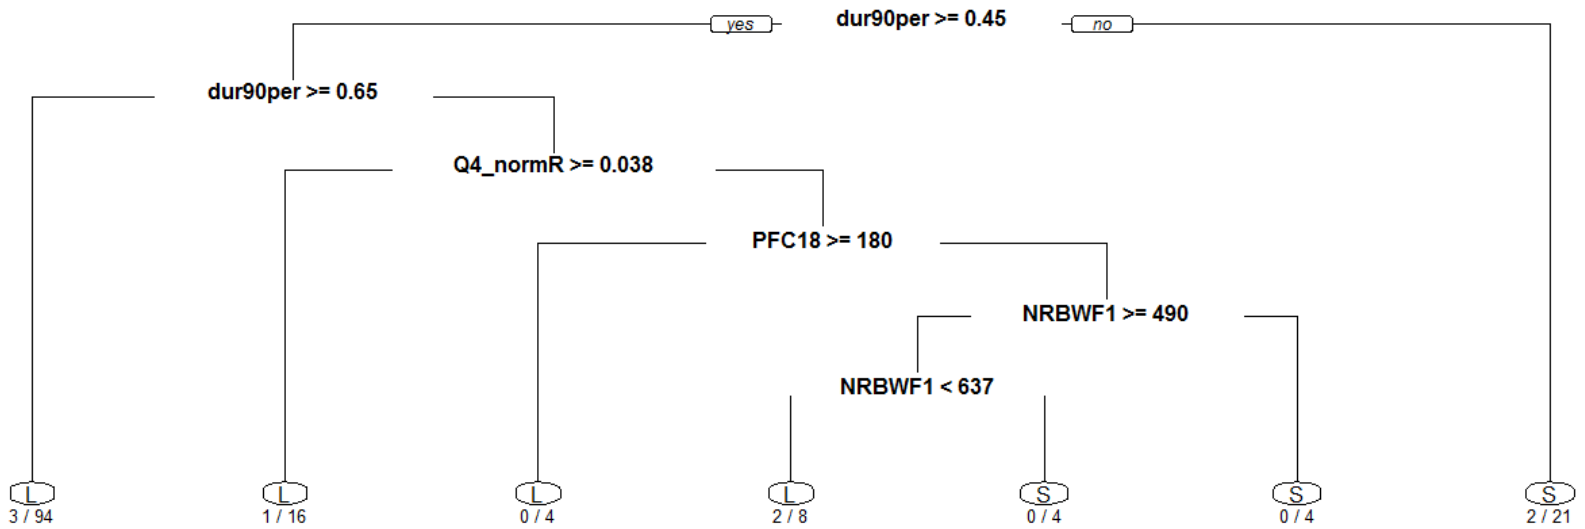 yes dur90per >= 0.45 no
dur90per >= 0.65
Q4_normR >= 0.038
PFC18 >= 180
NRBWF1 >= 490
NRBWF1 < 637
L L L L S S S
3 / 94 1 / 16 0 / 4 2 / 8 0 / 4 0 / 4 2 / 21